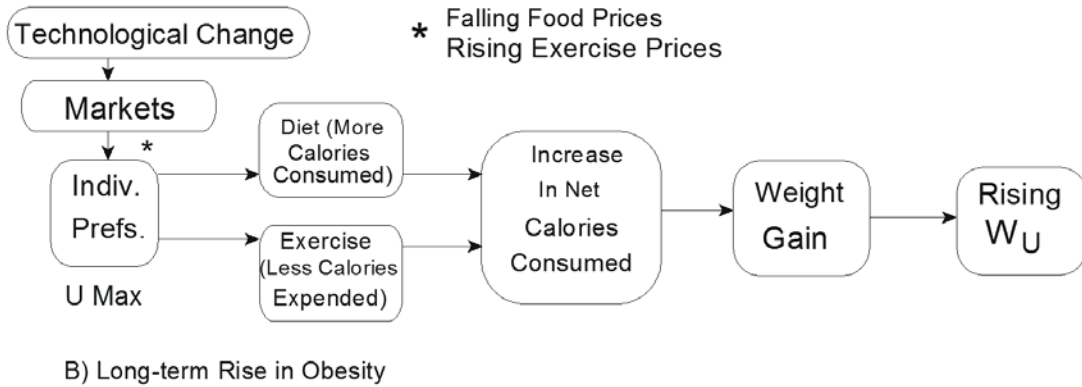 Technological Change
* Falling Food Prices
Rising Exercise Prices
Markets
*
Indiv.
Prefs.
U Max
Diet (More
Calories
Consumed)
Exercise
(Less Calories
Expended)
Increase
In Net
Calories
Consumed
Weight
Gain
Rising
W_U
B) Long-term Rise in Obesity